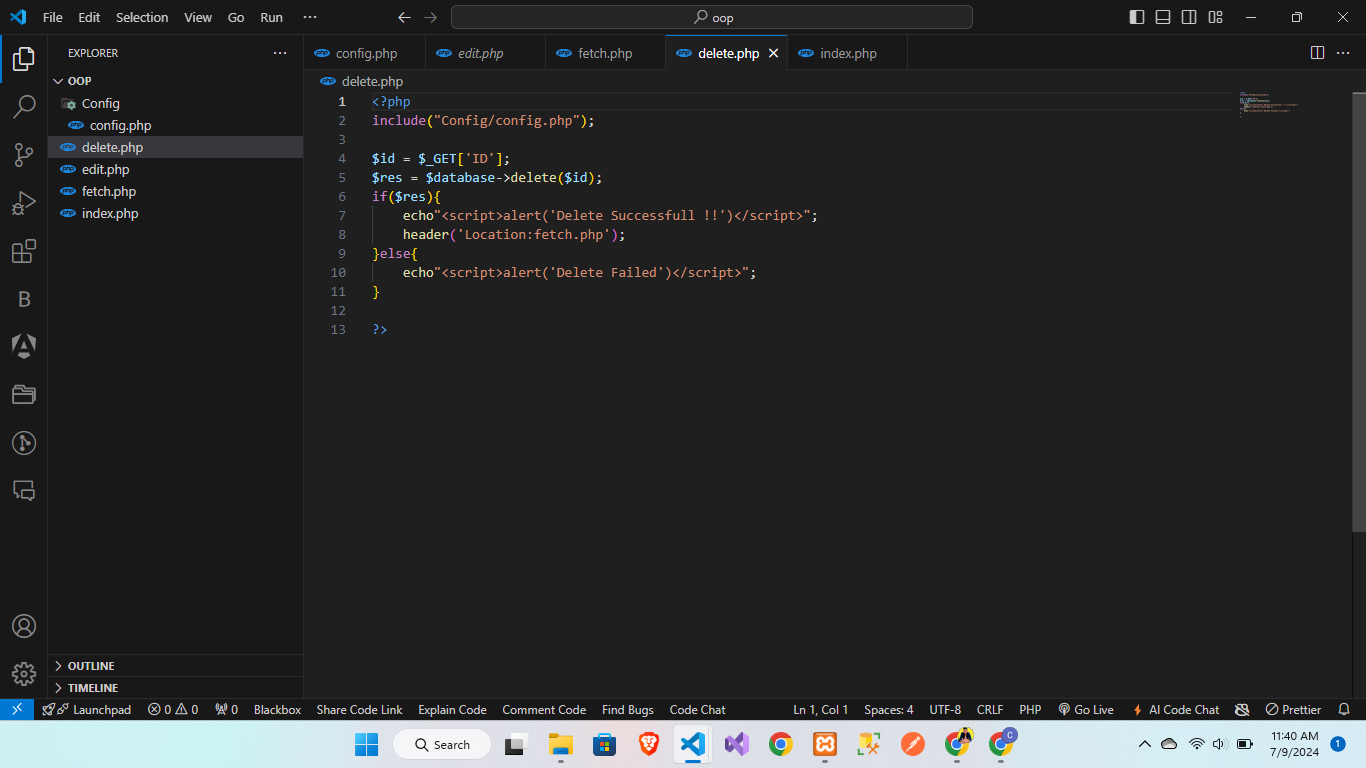 File Edit Selection View Go Run ··· oop
EXPLORER ···
OOP
Config
config.php
delete.php
edit.php
fetch.php
index.php
OUTLINE
TIMELINE
config.php edit.php fetch.php delete.php index.php ···
delete.php
1 <?php
2 include("Config/config.php");
3
4 $id = $_GET['ID'];
5 $res = $database->delete($id);
6 if($res){
7 echo"<script>alert('Delete Successfull !!')</script>";
8 header('Location:fetch.php');
9 }else{
10 echo"<script>alert('Delete Failed')</script>";
11 }
12
13 ?>
Launchpad 0 0 0 Blackbox Share Code Link Explain Code Comment Code Find Bugs Code Chat Ln 1, Col 1 Spaces: 4 UTF-8 CRLF PHP Go Live AI Code Chat Prettier
Search
11:40 AM
7/9/2024
1